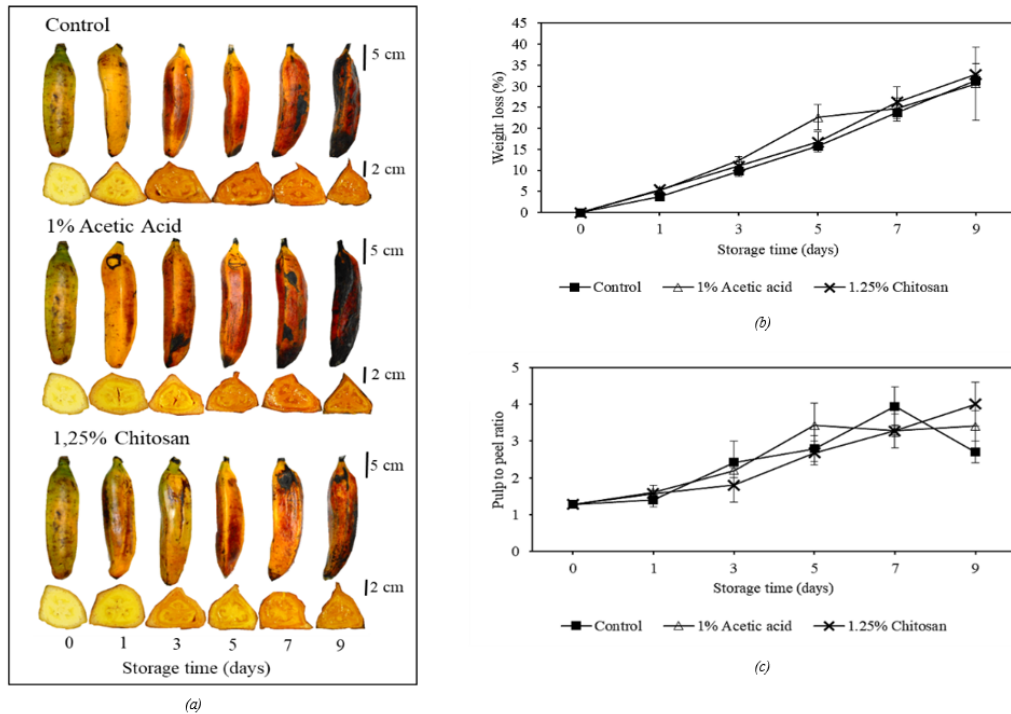 Control
5 cm
2 cm
1% Acetic Acid
5 cm
2 cm
1,25% Chitosan
5 cm
2 cm
0 1 3 5 7 9
Storage time (days)
(a)
Weight loss (%)
45
40
35
30
25
20
15
10
5
0
0 1 3 5 7 9
Storage time (days)
Control 1% Acetic acid 1.25% Chitosan
(b)
Pulp to peel ratio
5
4
3
2
1
0
0 1 3 5 7 9
Storage time (days)
Control 1% Acetic acid 1.25% Chitosan
(c)